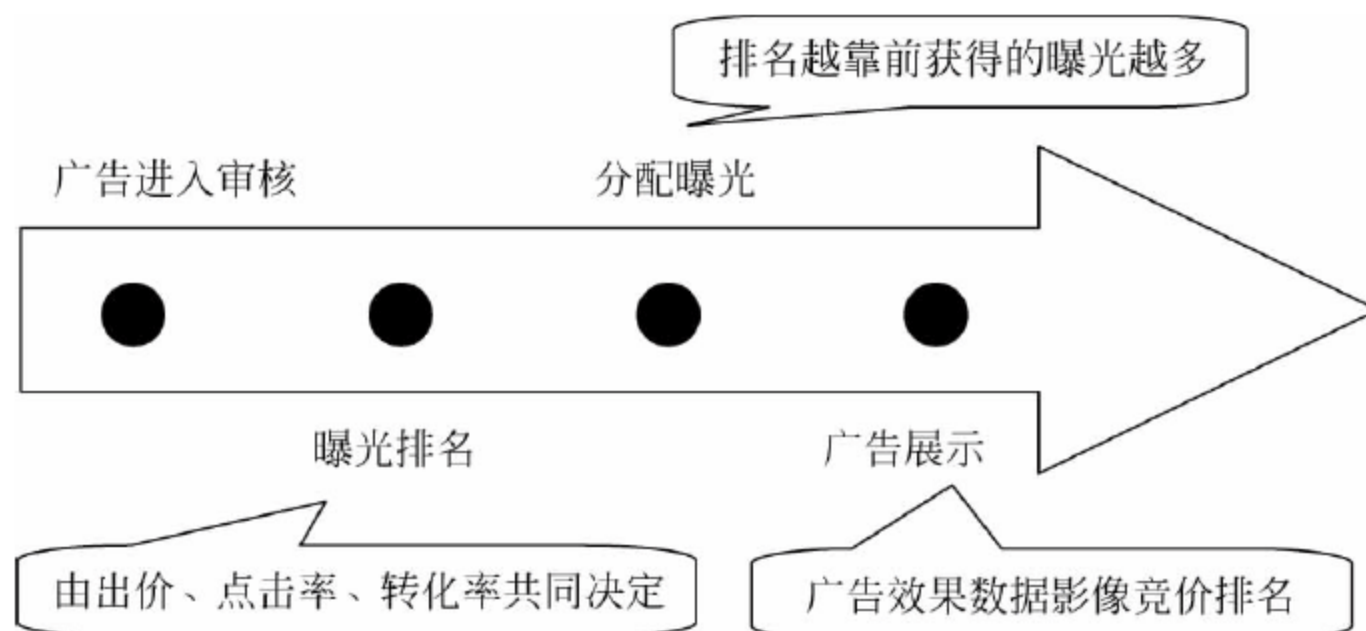 排名越靠前获得的曝光越多
广告进入审核
分配曝光
曝光排名
广告展示
由出价、点击率、转化率共同决定
广告效果数据影像竞价排名